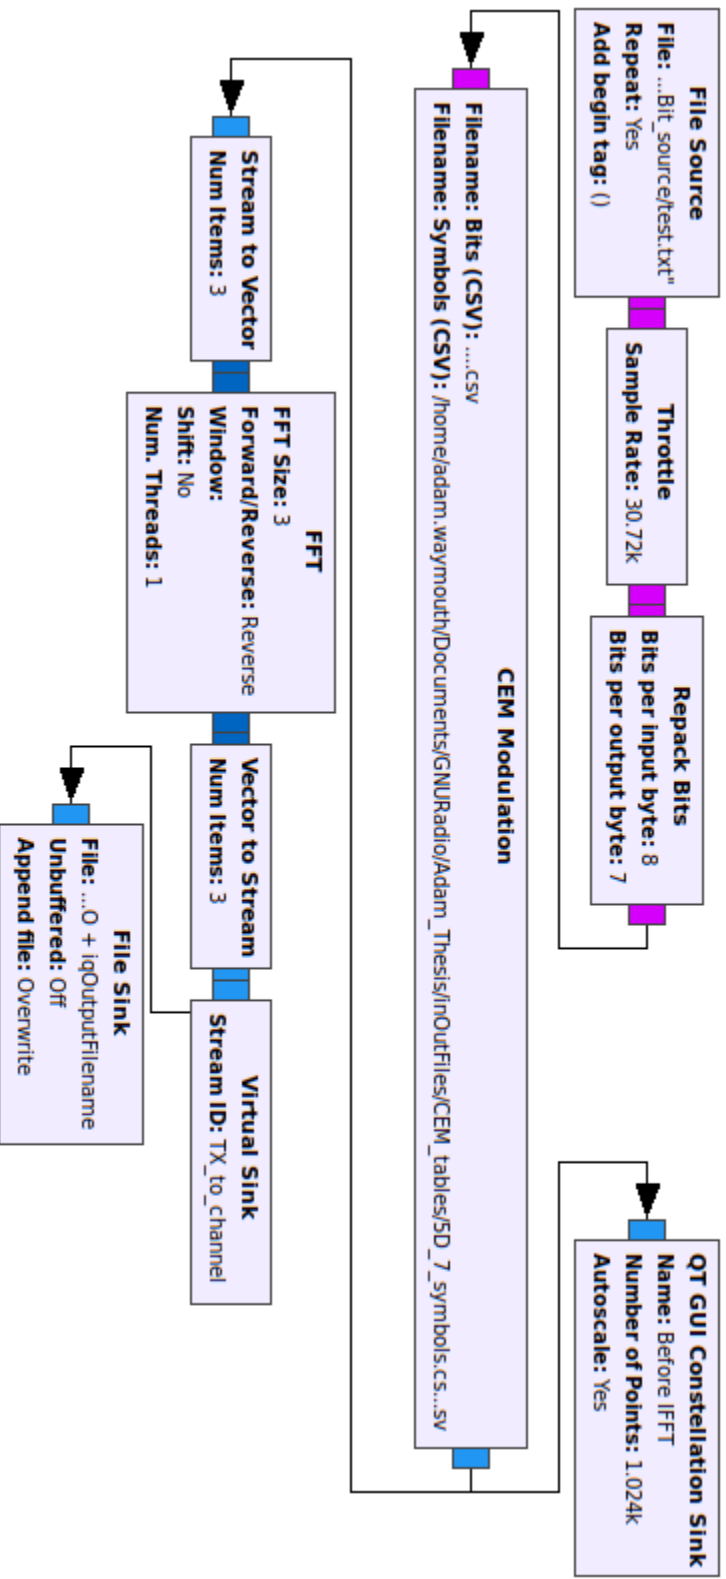 File Source
File: ...Bit_source/test.txt"
Repeat: Yes
Add begin tag: ()
Throttle
Sample Rate: 30.72k
Repack Bits
Bits per input byte: 8
Bits per output byte: 7
QT GUI Constellation Sink
Name: Before IFFT
Number of Points: 1.024k
Autoscale: Yes
CEM Modulation
Filename: Bits (CSV): ....csv
Filename: Symbols (CSV): /home/adam.waymouth/Documents/GNURadio/Adam_Thesis/inOutFiles/CEM_tables/5D_7_symbols.cs...sv
Stream to Vector
Num Items: 3
FFT
FFT Size: 3
Forward/Reverse: Reverse
Window:
Shift: No
Num. Threads: 1
Vector to Stream
Num Items: 3
Virtual Sink
Stream ID: TX_to_channel
File Sink
File: ...O + iqOutputFilename
Unbuffered: Off
Append file: Overwrite